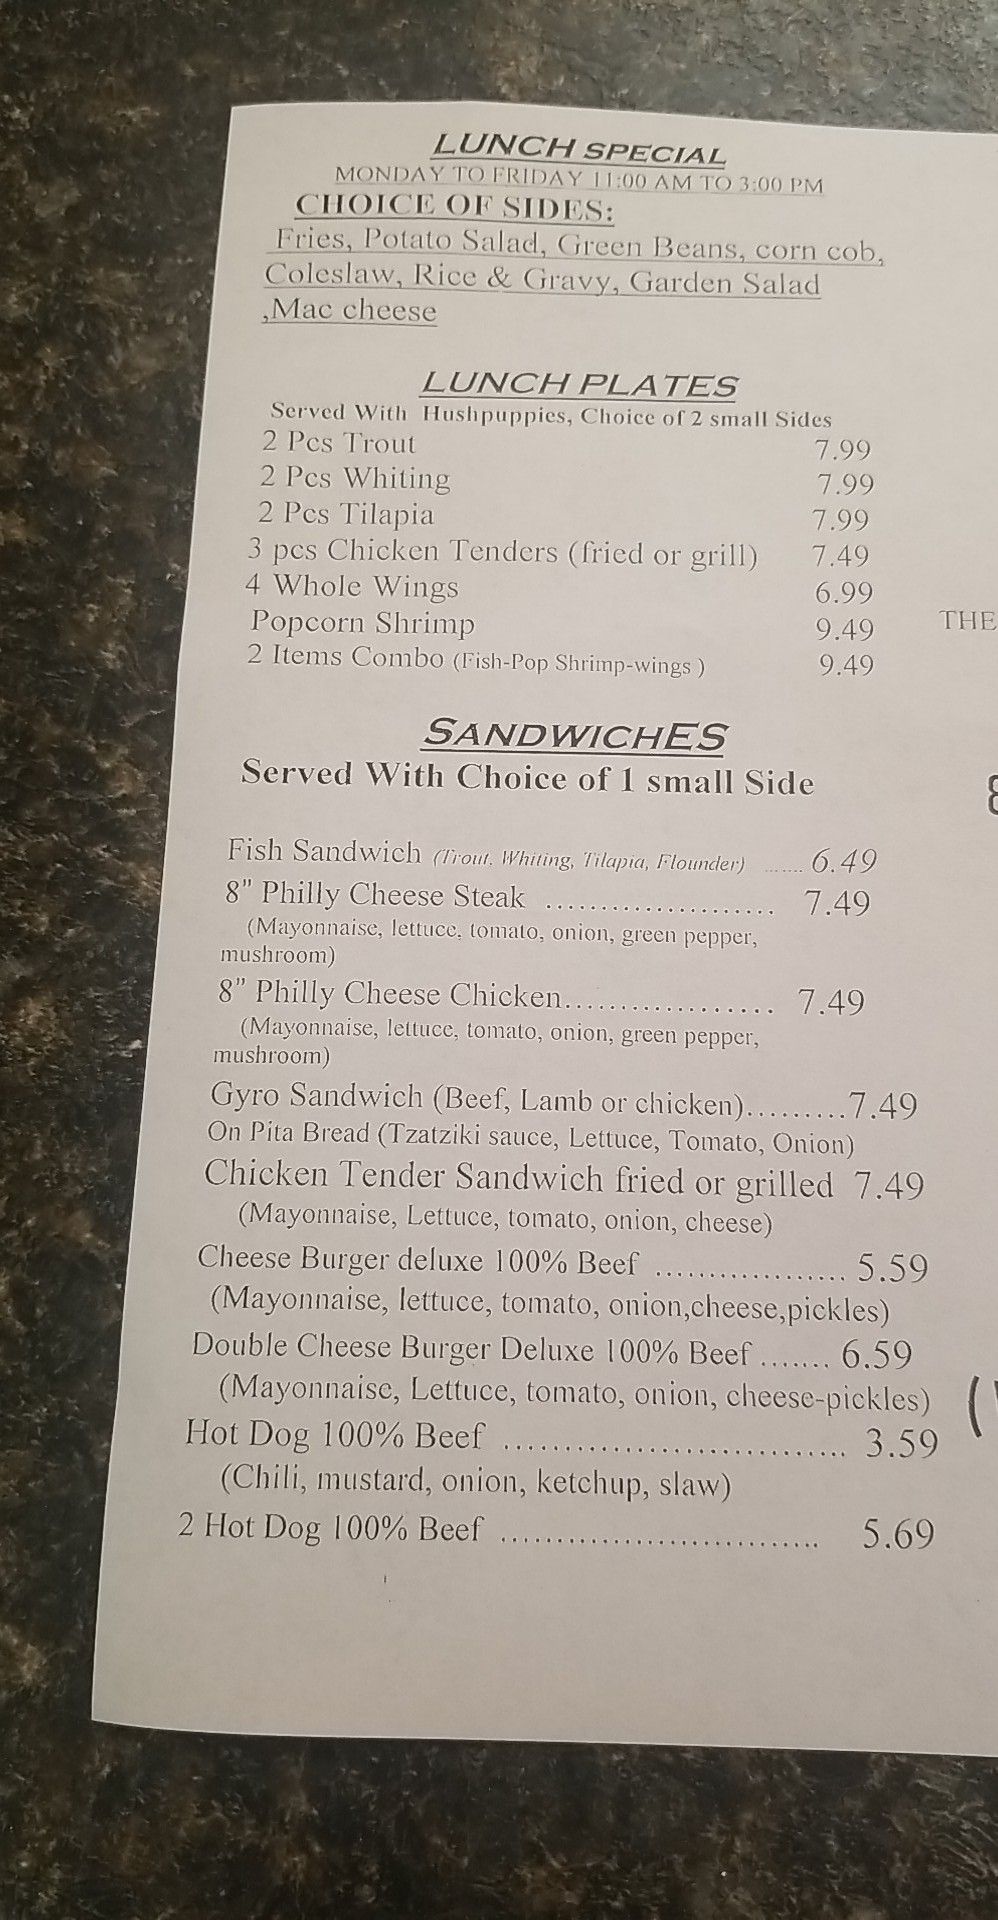 LUNCH SPECIAL
MONDAY TO FRIDAY 11:00 AM TO 3:00 PM
CHOICE OF SIDES:
Fries, Potato Salad, Green Beans, corn cob,
Coleslaw, Rice & Gravy, Garden Salad
,Mac cheese
LUNCH PLATES
Served With Hushpuppies, Choice of 2 small Sides
2 Pcs Trout 7.99
2 Pcs Whiting 7.99
2 Pcs Tilapia 7.99
3 pcs Chicken Tenders (fried or grill) 7.49
4 Whole Wings 6.99
Popcorn Shrimp 9.49
2 Items Combo (Fish-Pop Shrimp-wings ) 9.49
SANDWICHES
Served With Choice of 1 small Side
Fish Sandwich (Trout, Whiting, Tilapia, Flounder) ....... 6.49
8" Philly Cheese Steak ..................... 7.49
(Mayonnaise, lettuce, tomato, onion, green pepper,
mushroom)
8" Philly Cheese Chicken................... 7.49
(Mayonnaise, lettuce, tomato, onion, green pepper,
mushroom)
Gyro Sandwich (Beef, Lamb or chicken).........7.49
On Pita Bread (Tzatziki sauce, Lettuce, Tomato, Onion)
Chicken Tender Sandwich fried or grilled 7.49
(Mayonnaise, Lettuce, tomato, onion, cheese)
Cheese Burger deluxe 100% Beef .................. 5.59
(Mayonnaise, lettuce, tomato, onion,cheese,pickles)
Double Cheese Burger Deluxe 100% Beef ....... 6.59
(Mayonnaise, Lettuce, tomato, onion, cheese-pickles)
Hot Dog 100% Beef ............................. 3.59
(Chili, mustard, onion, ketchup, slaw)
2 Hot Dog 100% Beef ............................. 5.69
THE